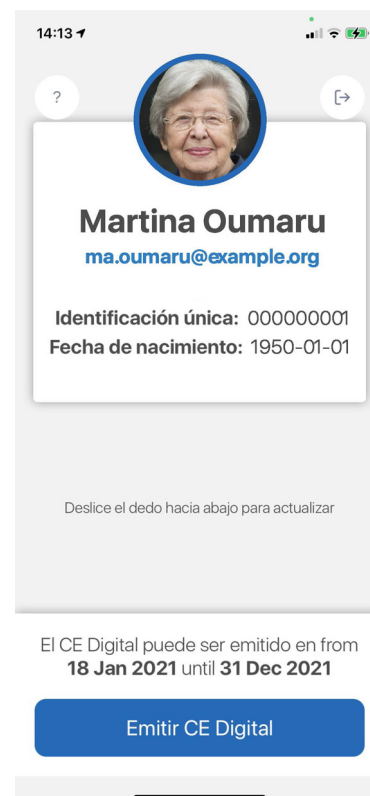 14:13
?
Martina Oumaru
ma.oumaru@example.org
Identificación única: 000000001
Fecha de nacimiento: 1950-01-01
Deslice el dedo hacia abajo para actualizar
El CE Digital puede ser emitido en from
18 Jan 2021 until 31 Dec 2021
Emitir CE Digital